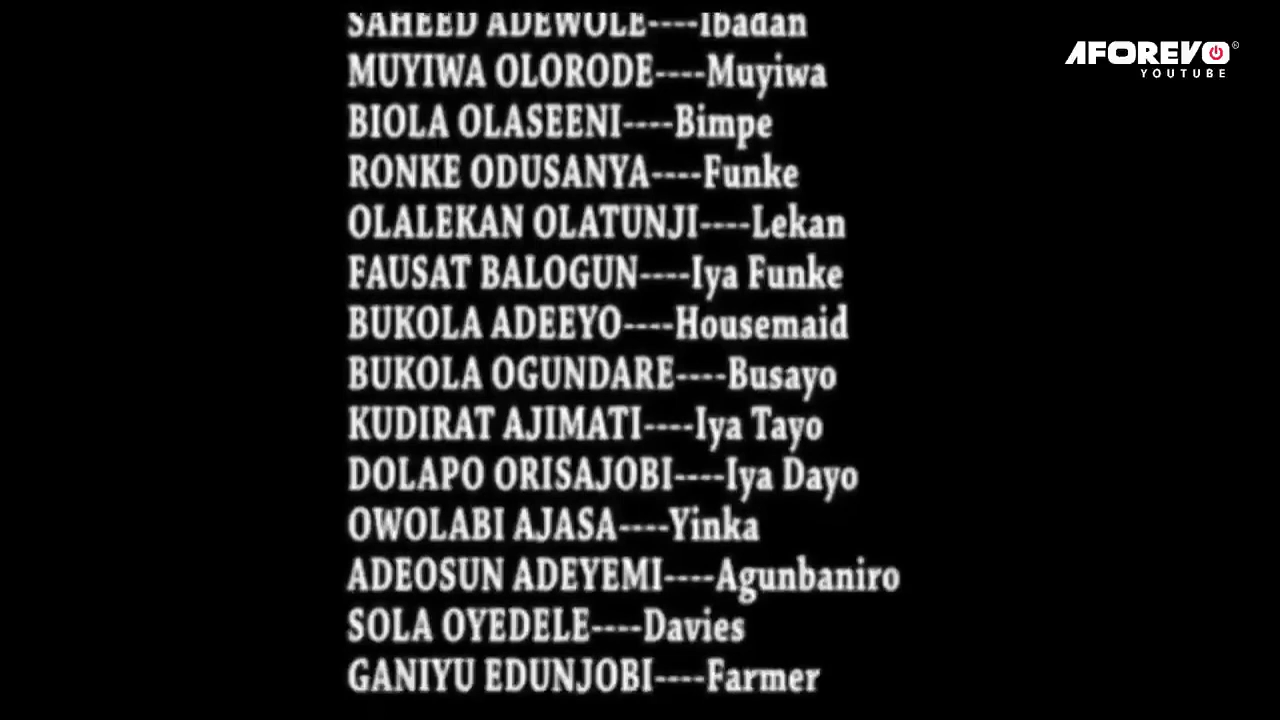 SAHEED ADEWOLE----Ibadan
AFOREVO®
YOUTUBE
MUYIWA OLORODE----Muyiwa
BIOLA OLASEENI----Bimpe
RONKE ODUSANYA----Funke
OLALEKAN OLATUNJI----Lekan
FAUSAT BALOGUN----Iya Funke
BUKOLA ADEEYO----Housemaid
BUKOLA OGUNDARE----Busayo
KUDIRAT AJIMATI----Iya Tayo
DOLAPO ORISAJOBI----Iya Dayo
OWOLABI AJASA----Yinka
ADEOSUN ADEYEMI----Agunbaniro
SOLA OYEDELE----Davies
GANIYU EDUNJOBI----Farmer